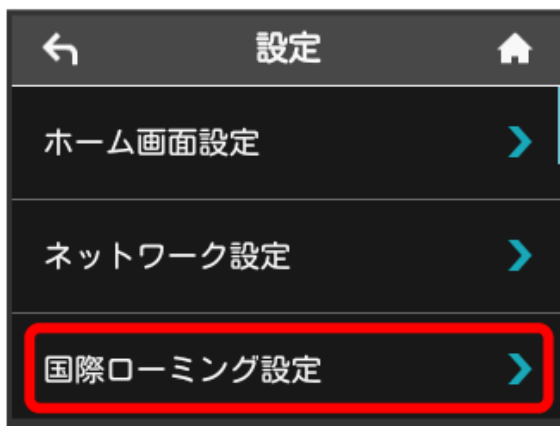 設定
ホーム画面設定
ネットワーク設定
国際ローミング設定